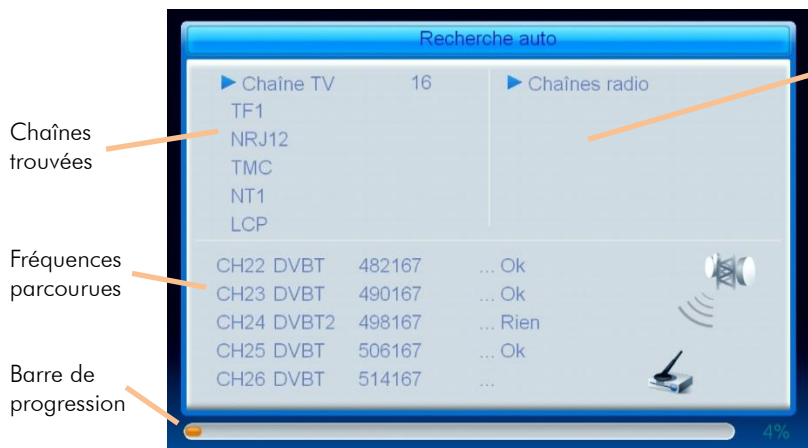 Recherche auto
Chaîne TV 16 Chaînes radio
TF1
NRJ12
TMC
NT1
LCP
Chaînes
trouvées
CH22 DVBT 482167 ... Ok
CH23 DVBT 490167 ... Ok
CH24 DVBT2 498167 ... Rien
CH25 DVBT 506167 ... Ok
CH26 DVBT 514167 ...
Fréquences
parcourues
Barre de
progression
4%